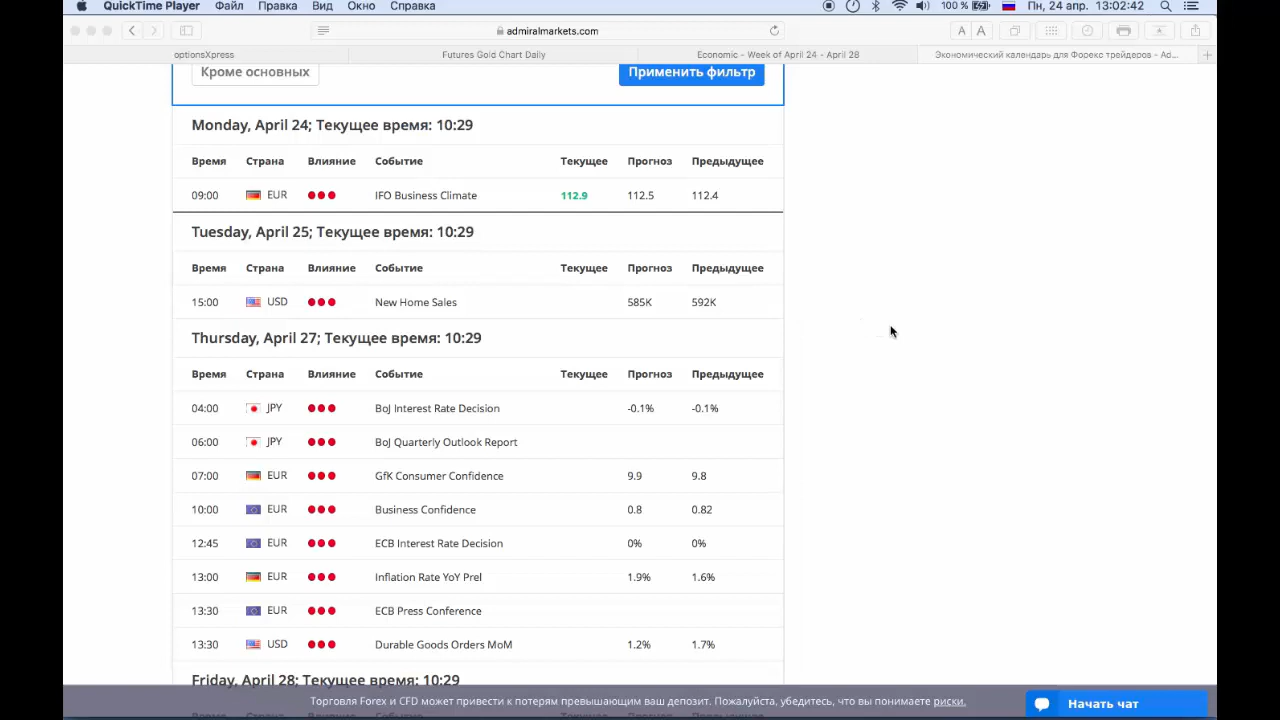 QuickTime Player Файл Правка Вид Окно Справка 100 % Пн, 24 апр. 13:02:42
admiralmarkets.com A A
optionsXpress Futures Gold Chart Daily Economic - Week of April 24 - April 28 Экономический календарь для Форекс трейдеров - Ad...
Кроме основных Применить фильтр
Monday, April 24; Текущее время: 10:29
Время Страна Влияние Событие Текущее Прогноз Предыдущее
09:00 EUR IFO Business Climate 112.9 112.5 112.4
Tuesday, April 25; Текущее время: 10:29
Время Страна Влияние Событие Текущее Прогноз Предыдущее
15:00 USD New Home Sales 585K 592K
Thursday, April 27; Текущее время: 10:29
Время Страна Влияние Событие Текущее Прогноз Предыдущее
04:00 JPY BoJ Interest Rate Decision -0.1% -0.1%
06:00 JPY BoJ Quarterly Outlook Report
07:00 EUR GfK Consumer Confidence 9.9 9.8
10:00 EUR Business Confidence 0.8 0.82
12:45 EUR ECB Interest Rate Decision 0% 0%
13:00 EUR Inflation Rate YoY Prel 1.9% 1.6%
13:30 EUR ECB Press Conference
13:30 USD Durable Goods Orders MoM 1.2% 1.7%
Friday, April 28; Текущее время: 10:29
Торговля Forex и CFD может привести к потерям превышающим ваш депозит. Пожалуйста, убедитесь, что вы понимаете риски. Начать чат